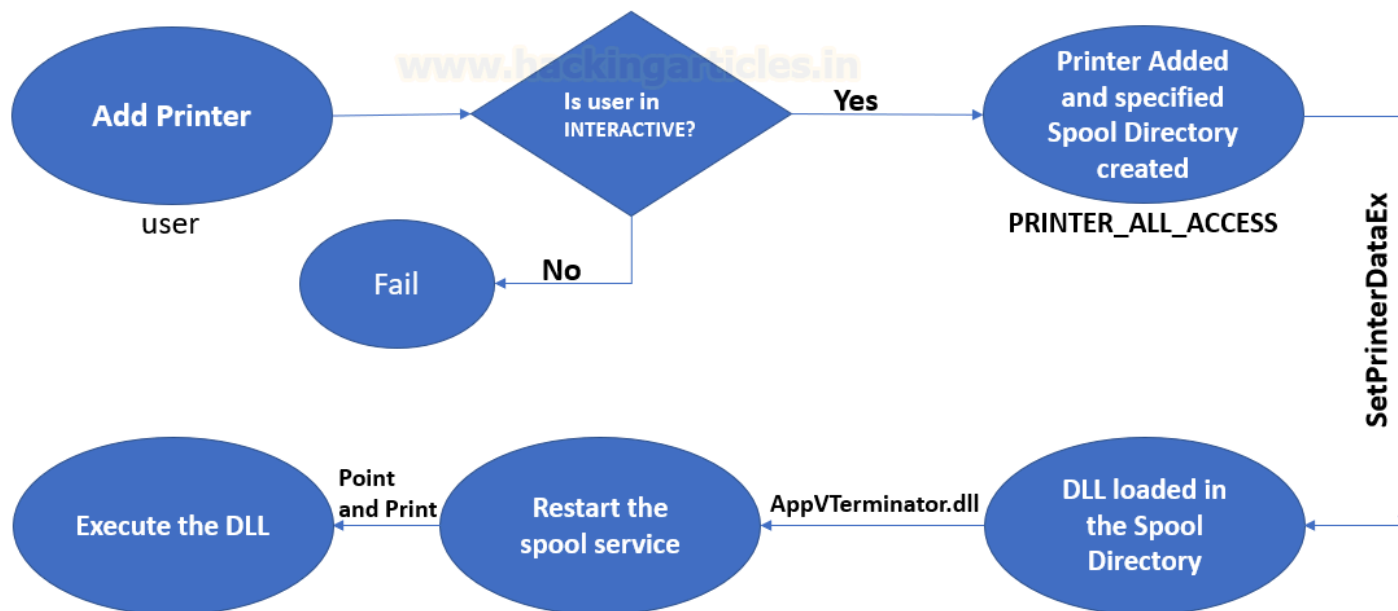 www.hackingarticles.in
Add Printer
user
Is user in
INTERACTIVE?
Yes
No
Fail
Printer Added
and specified
Spool Directory
created
PRINTER_ALL_ACCESS
SetPrinterDataEx
DLL loaded in
the Spool
Directory
AppVTerminator.dll
Restart the
spool service
Point
and Print
Execute the DLL